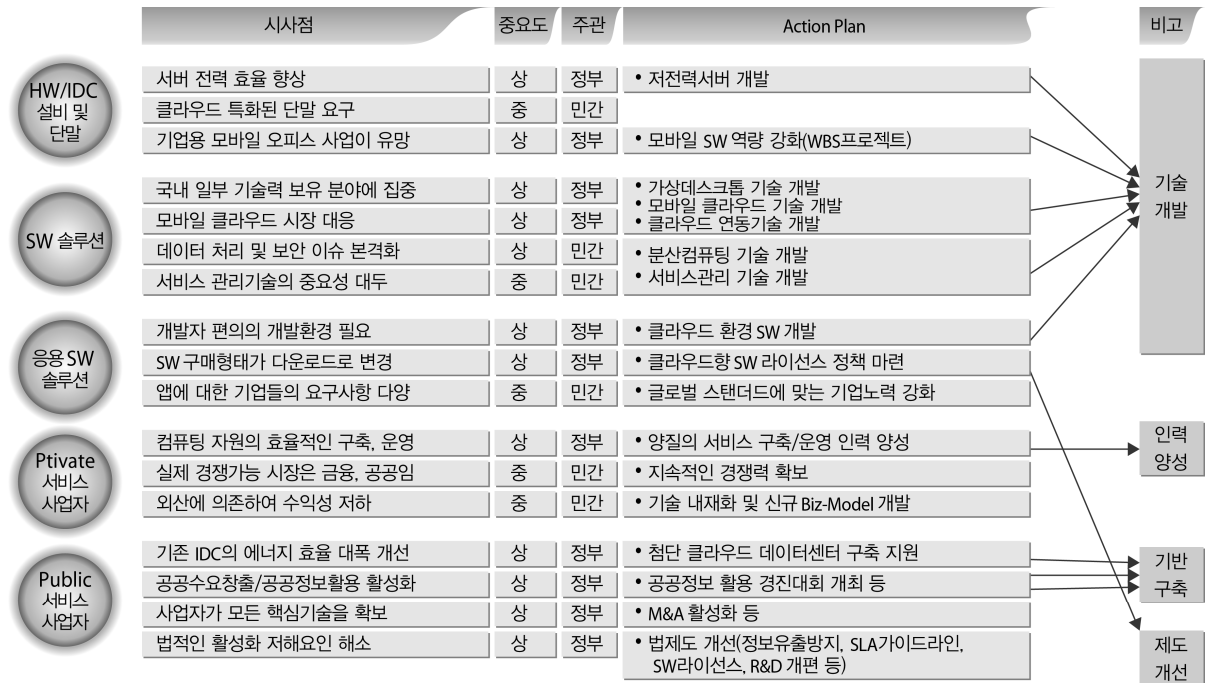 시사점 중요도 주관 Action Plan 비고
HW/IDC
설비 및
단말
서버 전력 효율 향상 상 정부 • 저전력서버 개발
클라우드 특화된 단말 요구 중 민간
기업용 모바일 오피스 사업이 유망 상 정부 • 모바일 SW 역량 강화(WBS프로젝트)
기술
개발
SW 솔루션
국내 일부 기술력 보유 분야에 집중 상 정부 • 가상데스크톱 기술 개발
• 모바일 클라우드 기술 개발
모바일 클라우드 시장 대응 상 정부 • 클라우드 연동기술 개발
데이터 처리 및 보안 이슈 본격화 상 민간 • 분산컴퓨팅 기술 개발
서비스 관리기술의 중요성 대두 중 민간 • 서비스관리 기술 개발
응용 SW
솔루션
개발자 편의의 개발환경 필요 상 정부 • 클라우드 환경 SW 개발
SW 구매형태가 다운로드로 변경 상 정부 • 클라우드향 SW 라이선스 정책 마련
앱에 대한 기업들의 요구사항 다양 중 민간 • 글로벌 스탠더드에 맞는 기업노력 강화
Ptivate
서비스
사업자
컴퓨팅 자원의 효율적인 구축, 운영 상 정부 • 양질의 서비스 구축/운영 인력 양성
실제 경쟁가능 시장은 금융, 공공임 중 민간 • 지속적인 경쟁력 확보
외산에 의존하여 수익성 저하 중 민간 • 기술 내재화 및 신규 Biz-Model 개발
인력
양성
Public
서비스
사업자
기존 IDC의 에너지 효율 대폭 개선 상 정부 • 첨단 클라우드 데이터센터 구축 지원
공공수요창출/공공정보활용 활성화 상 정부 • 공공정보 활용 경진대회 개최 등
사업자가 모든 핵심기술을 확보 상 정부 • M&A 활성화 등
법적인 활성화 저해요인 해소 상 정부 • 법제도 개선(정보유출방지, SLA가이드라인,
SW라이선스, R&D 개편 등)
기반
구축
제도
개선